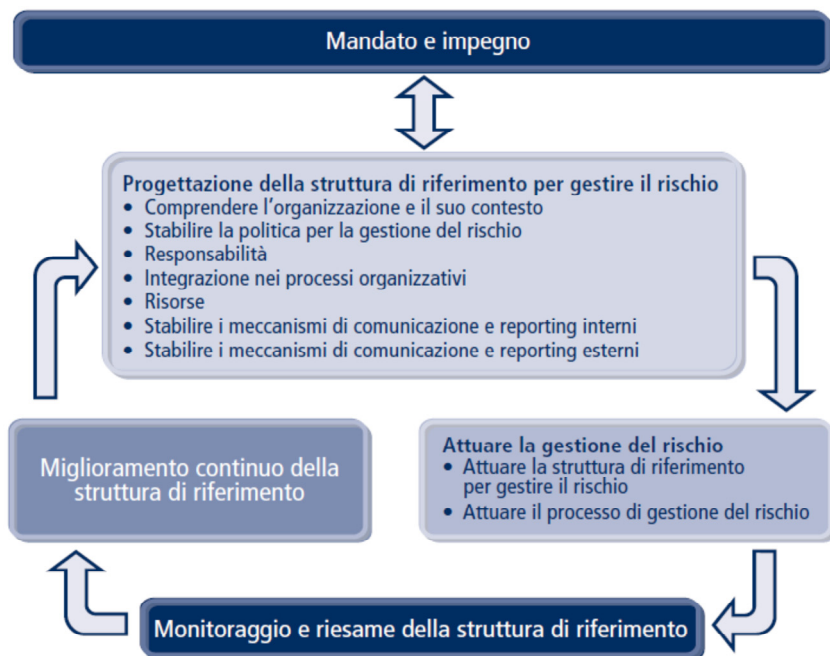 Mandato e impegno
Progettazione della struttura di riferimento per gestire il rischio
• Comprendere l'organizzazione e il suo contesto
• Stabilire la politica per la gestione del rischio
• Responsabilità
• Integrazione nei processi organizzativi
• Risorse
• Stabilire i meccanismi di comunicazione e reporting interni
• Stabilire i meccanismi di comunicazione e reporting esterni
Miglioramento continuo della
struttura di riferimento
Attuare la gestione del rischio
• Attuare la struttura di riferimento
per gestire il rischio
• Attuare il processo di gestione del rischio
Monitoraggio e riesame della struttura di riferimento